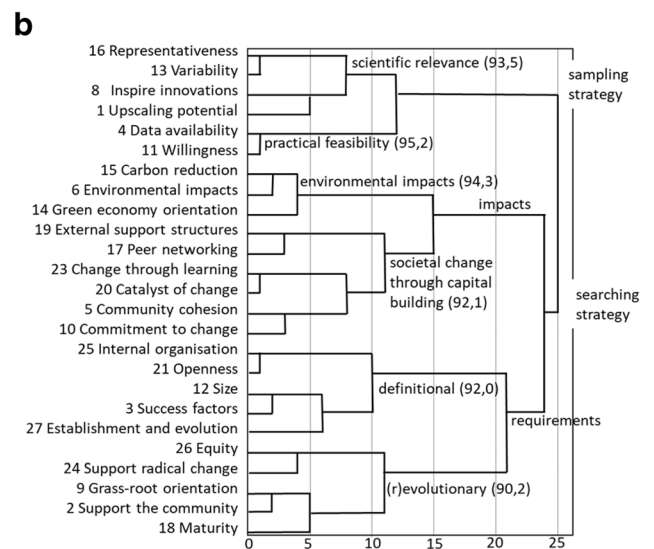 b
16 Representativeness
13 Variability
8 Inspire innovations
1 Upscaling potential
4 Data availability
11 Willingness
15 Carbon reduction
6 Environmental impacts
14 Green economy orientation
19 External support structures
17 Peer networking
23 Change through learning
20 Catalyst of change
5 Community cohesion
10 Commitment to change
25 Internal organisation
21 Openness
12 Size
3 Success factors
27 Establishment and evolution
26 Equity
24 Support radical change
9 Grass-root orientation
2 Support the community
18 Maturity
scientific relevance (93,5)
practical feasibility (95,2)
environmental impacts (94,3)
impacts
societal change
through capital
building (92,1)
definitional (92,0)
requirements
(r)evolutionary (90,2)
sampling
strategy
searching
strategy
0 5 10 15 20 25